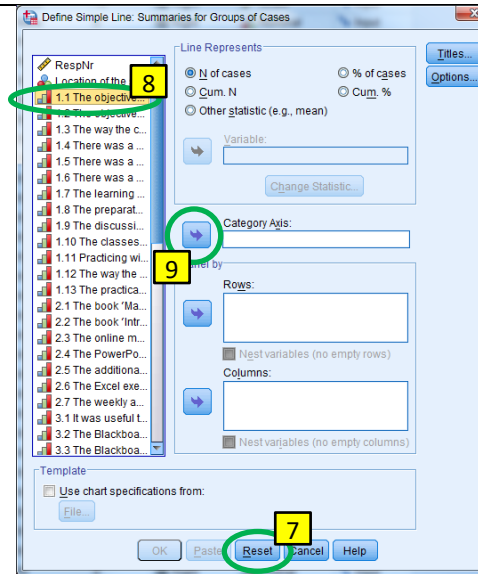 Define Simple Line: Summaries for Groups of Cases
RespNr
Location of the
8
1.1 The objective...
1.2 The objective...
1.3 The way the c...
1.4 There was a ...
1.5 There was a ...
1.6 There was a ...
1.7 The learning ...
1.8 The preparat...
1.9 The discussi...
1.10 The classes...
1.11 Practicing wi...
1.12 The way the ...
1.13 The practica...
2.1 The book 'Ma...
2.2 The book 'Intr...
2.3 The online m...
2.4 The PowerPo...
2.5 The additiona...
2.6 The Excel exe...
2.7 The weekly a...
3.1 It was useful t...
3.2 The Blackboa...
3.3 The Blackboa...
Line Represents
N of cases
% of cases
Cum. N
Cum. %
Other statistic (e.g., mean)
Variable:
Change Statistic...
Category Axis:
9
by
Rows:
Nest variables (no empty rows)
Columns:
Nest variables (no empty columns)
Titles...
Options...
Template
Use chart specifications from:
File...
7
OK
Paste
Reset
Cancel
Help